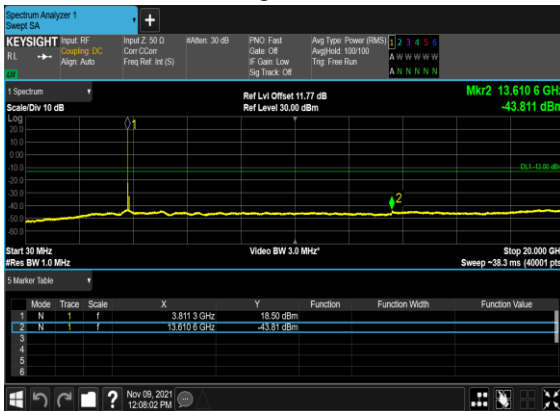 Spectrum Analyzer 1
Swept SA
+
KEYSIGHT Input: RF Input Z: 50 Ω #Atten: 30 dB PNO: Fast Avg Type: Power (RMS) 1 2 3 4 5 6
RL Coupling: DC Corr CCorr Gate: Off Avg|Hold: 100/100 A W W W W W
Align: Auto Freq Ref: Int (S) IF Gain: Low Trig: Free Run
Sig Track: Off A N N N N N
1 Spectrum
Ref Lvl Offset 11.77 dB Mkr2 13.610 6 GHz
Scale/Div 10 dB Ref Level 30.00 dBm -43.811 dBm
Log
20.0
10.0
0.00
-10.0
DL1 -13.00 dBm
-20.0
-30.0
-40.0
-50.0
-60.0
1
2
Start 30 MHz Video BW 3.0 MHz* Stop 20.000 GHz
#Res BW 1.0 MHz Sweep ~38.3 ms (40001 pts)
5 Marker Table
Mode Trace Scale X Y Function Function Width Function Value
1 N 1 f 3.811 3 GHz 18.50 dBm
2 N 1 f 13.610 6 GHz -43.81 dBm
3
4
5
6
? Nov 09, 2021
12:08:02 PM